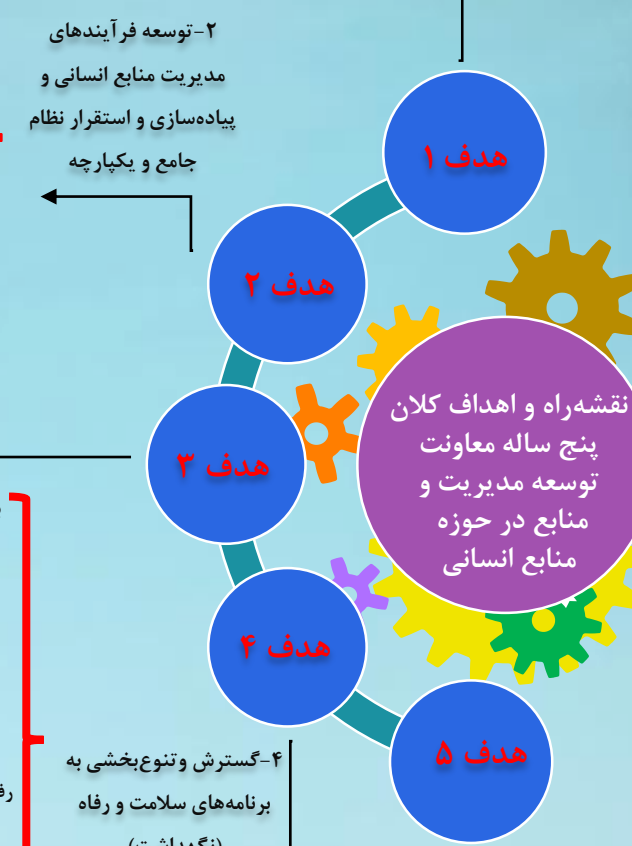 ۲-توسعه فرآیندهای
مدیریت منابع انسانی و
پیاده‌سازی و استقرار نظام
جامع و یکپارچه
هدف ۱
هدف ۲
هدف ۳
هدف ۴
هدف ۵
نقشه‌راه و اهداف کلان
پنج ساله معاونت
توسعه مدیریت و
منابع در حوزه
منابع انسانی
۴-گسترش وتنوع‌بخشی به
برنامه‌های سلامت و رفاه
(نگهداشت)